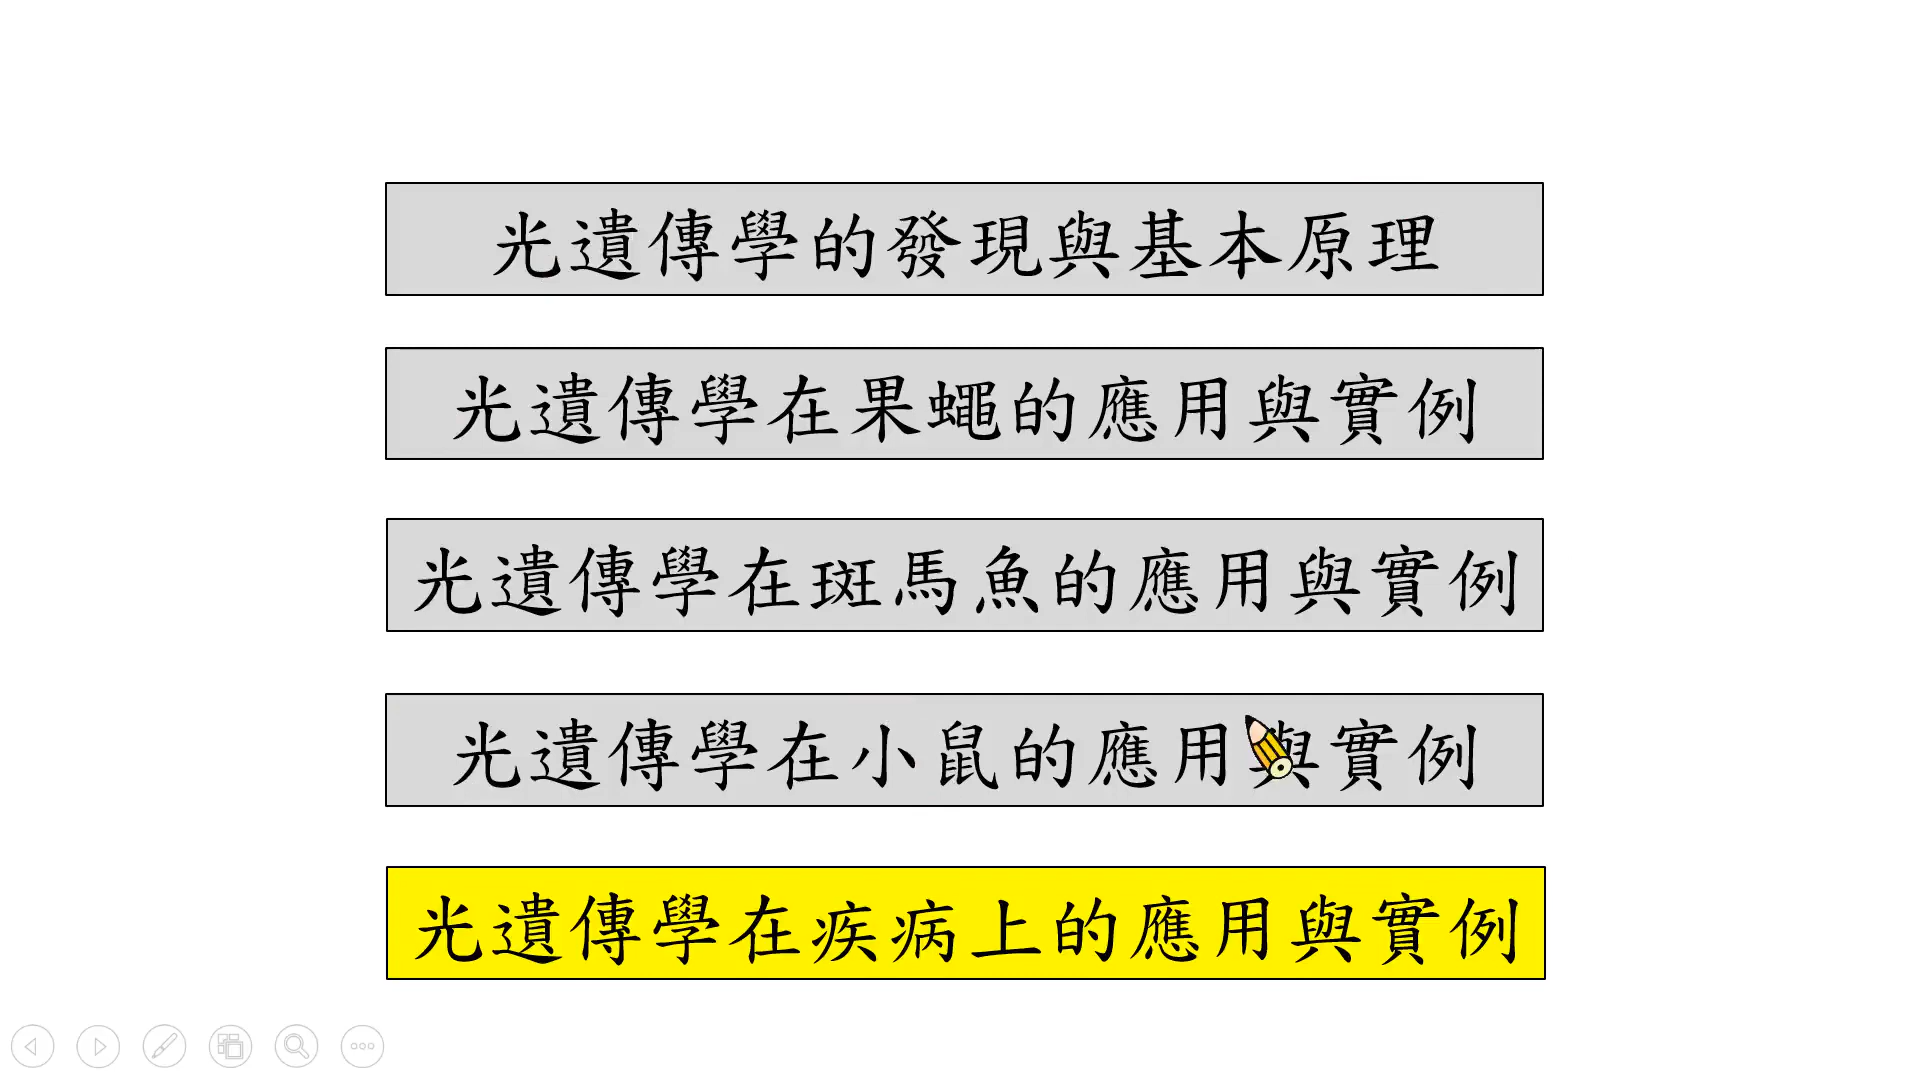 光遺傳學的發現與基本原理
光遺傳學在果蠅的應用與實例
光遺傳學在斑馬魚的應用與實例
光遺傳學在小鼠的應用與實例
光遺傳學在疾病上的應用與實例